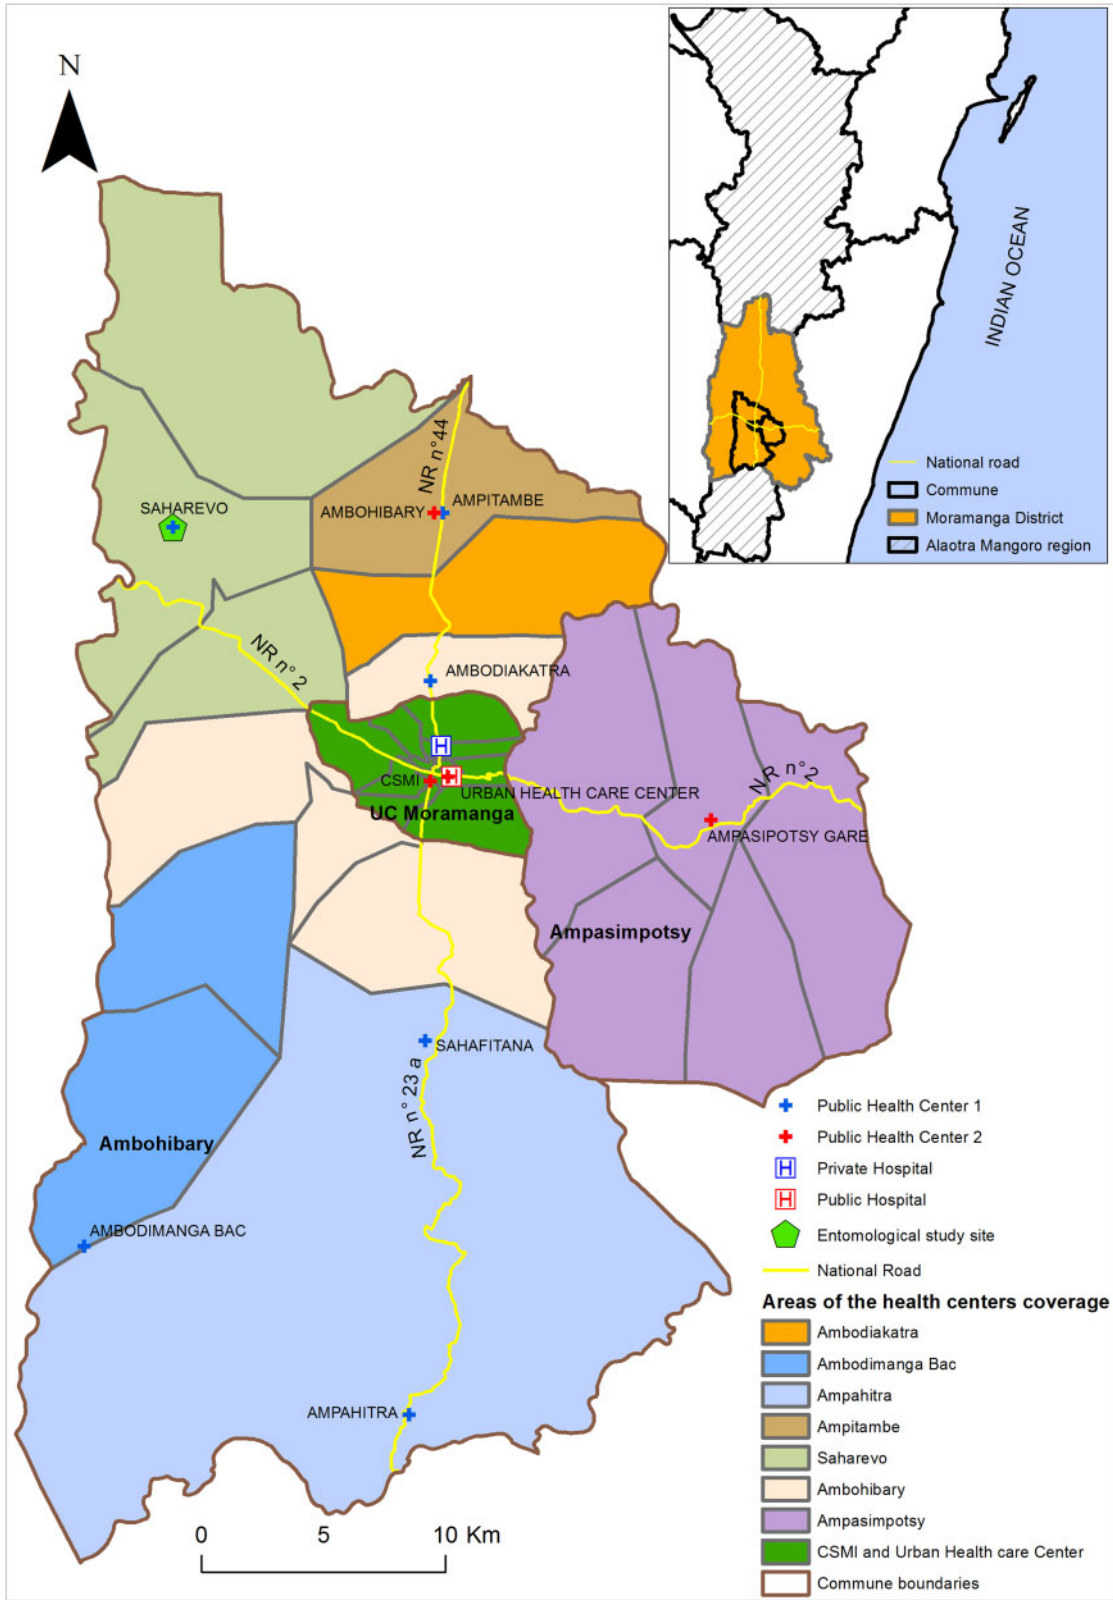 N
INDIAN OCEAN
National road
Commune
Moramanga District
Alaotra Mangoro region
NR n°44
SAHAREVO
AMBOHIBARY
AMPITAMBE
NR n° 2
AMBODIAKATRA
CSMI
URBAN HEALTH CARE CENTER
UC Moramanga
NR n°2
AMPASIPOTSY GARE
Ampasimpotsy
SAHAFITANA
NR n° 23 a
Ambohibary
AMBODIMANGA BAC
AMPAHITRA
0 5 10 Km
H
H
Public Health Center 1
Public Health Center 2
H Private Hospital
H Public Hospital
Entomological study site
National Road
Areas of the health centers coverage
Ambodiakatra
Ambodimanga Bac
Ampahitra
Ampitambe
Saharevo
Ambohibary
Ampasimpotsy
CSMI and Urban Health care Center
Commune boundaries